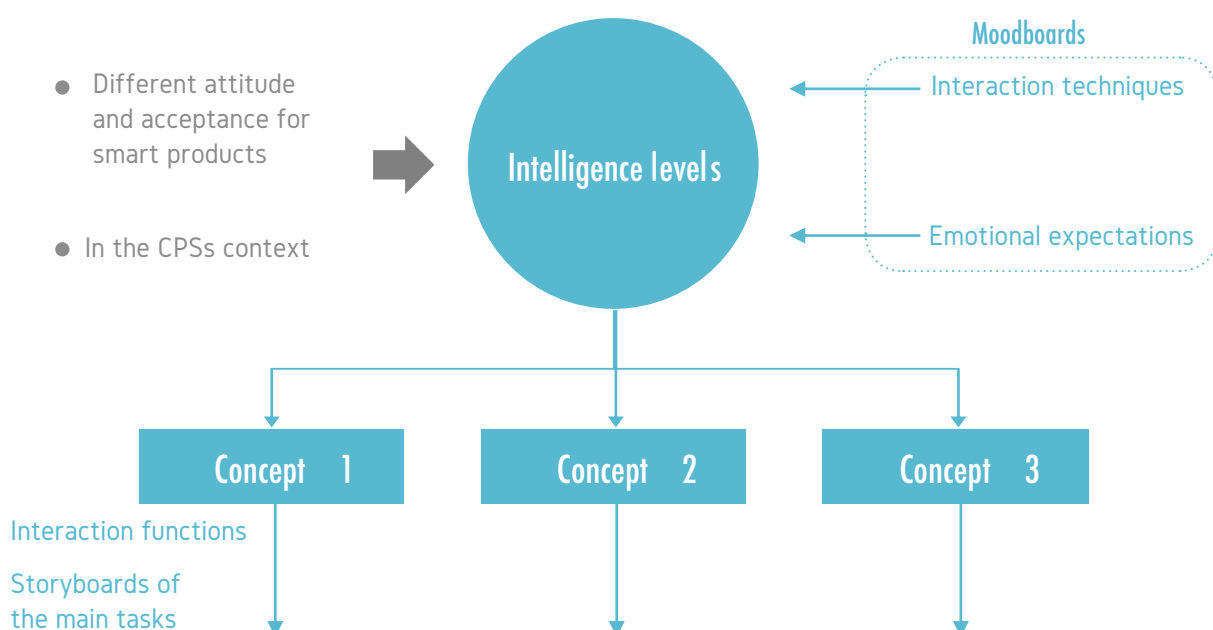 Moodboards
Different attitude
and acceptance for
smart products
In the CPSs context
Intelligence levels
Interaction techniques
Emotional expectations
Concept 1
Concept 2
Concept 3
Interaction functions
Storyboards of
the main tasks